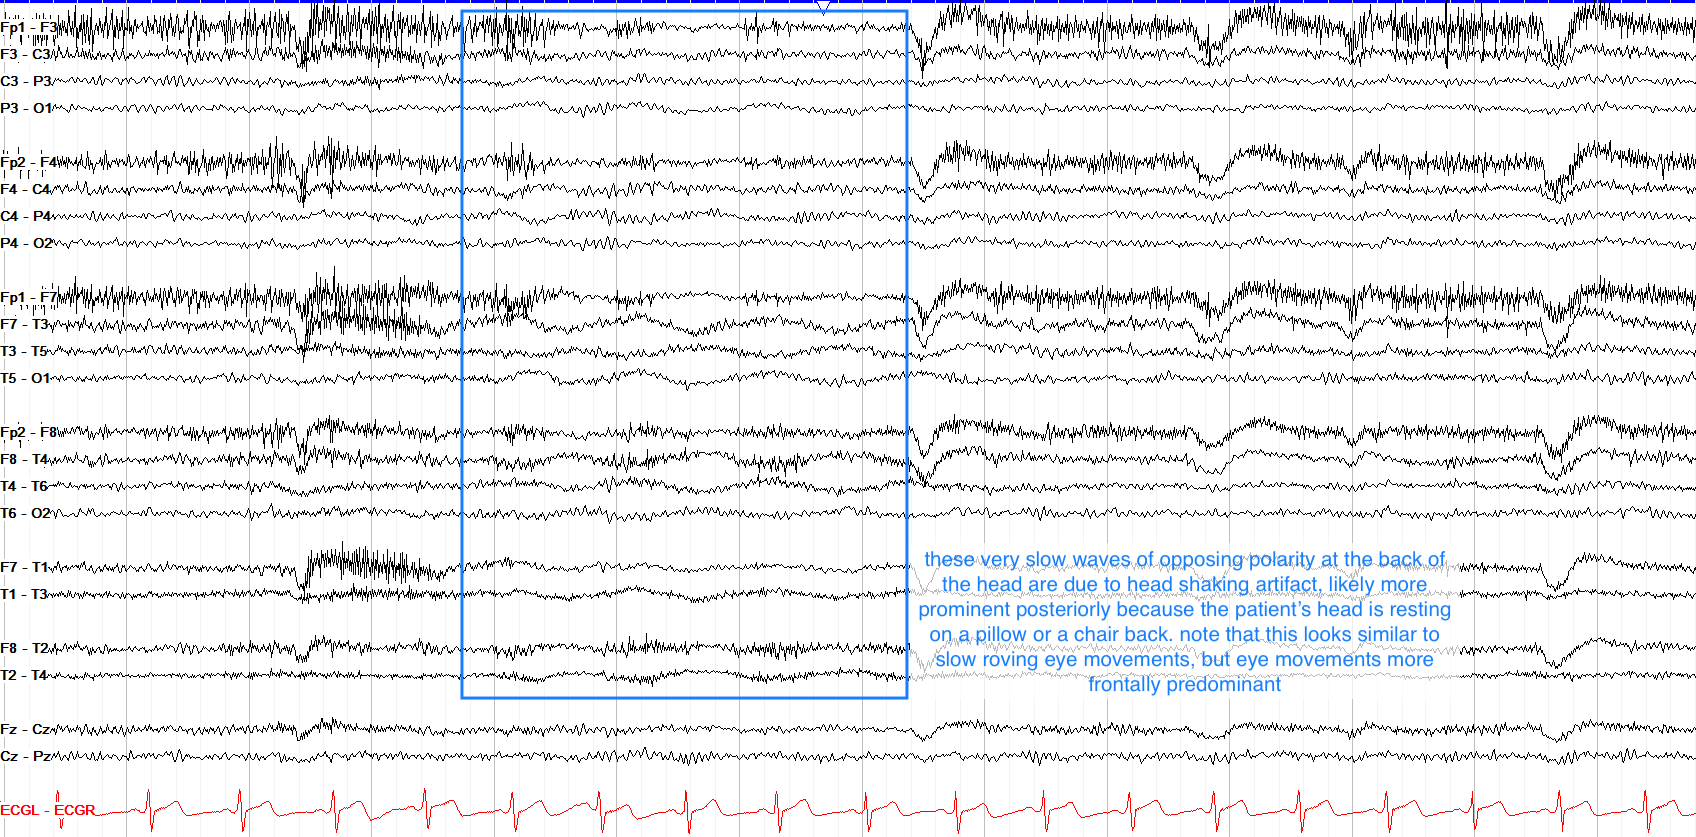 Fp1 - F3
F3 - C3
C3 - P3
P3 - O1
Fp2 - F4
F4 - C4
C4 - P4
P4 - O2
Fp1 - F7
F7 - T3
T3 - T5
T5 - O1
Fp2 - F8
F8 - T4
T4 - T6
T6 - O2
F7 - T1
T1 - T3
F8 - T2
T2 - T4
Fz - Cz
Cz - Pz
ECGL - ECGR
these very slow waves of opposing polarity at the back of
the head are due to head shaking artifact, likely more
prominent posteriorly because the patient's head is resting
on a pillow or a chair back. note that this looks similar to
slow roving eye movements, but eye movements more
frontally predominant